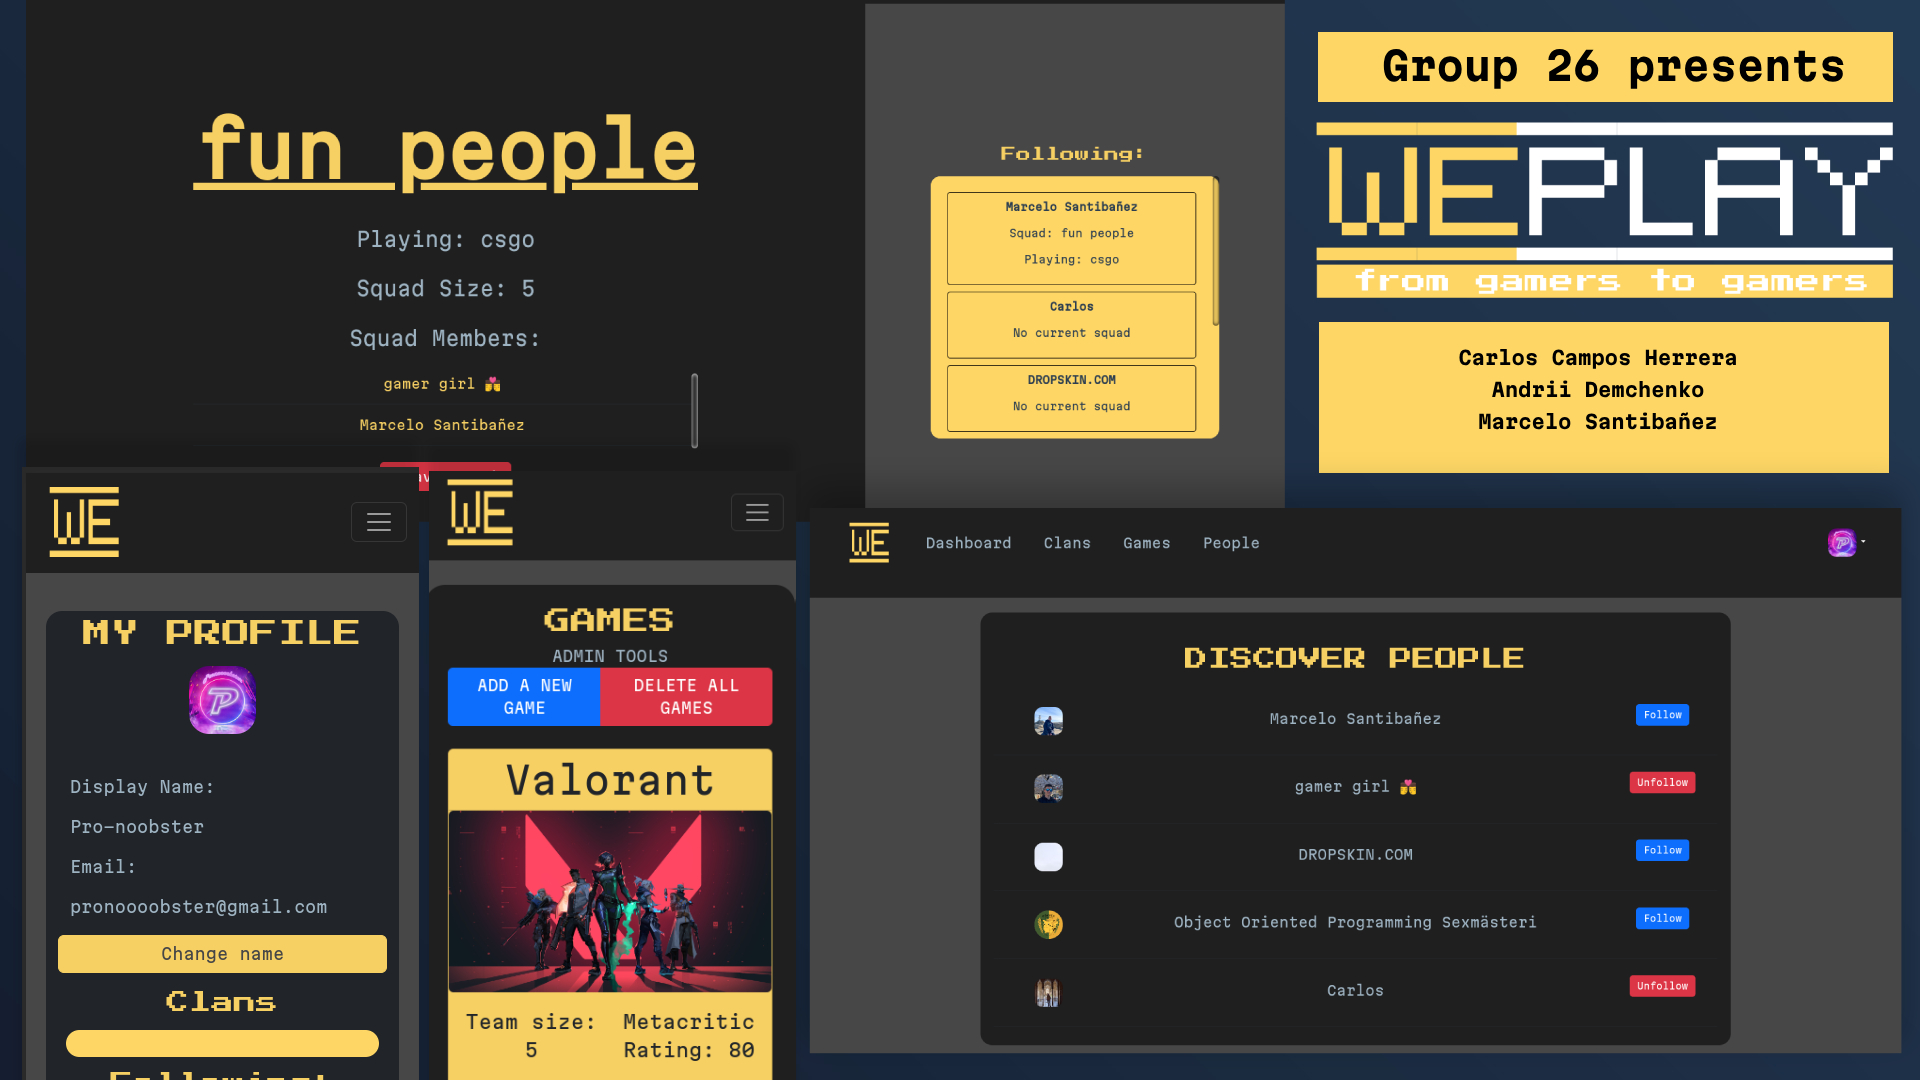 fun people
Playing: csgo
Squad Size: 5
Squad Members:
gamer girl
Marcelo Santibañez
Following:
Marcelo Santibañez
Squad: fun people
Playing: csgo
Carlos
No current squad
DROPSKIN.COM
No current squad
Group 26 presents
WEPLAY
from gamers to gamers
Carlos Campos Herrera
Andrii Demchenko
Marcelo Santibañez
WE
MY PROFILE
Display Name:
Pro-noobster
Email:
pronoooobster@gmail.com
Change name
Clans
Following:
WE
GAMES
ADMIN TOOLS
ADD A NEW
GAME
DELETE ALL
GAMES
Valorant
Team size:
5
Metacritic
Rating: 80
WE
Dashboard Clans Games People
DISCOVER PEOPLE
Marcelo Santibañez Follow
gamer girl Unfollow
DROPSKIN.COM Follow
Object Oriented Programming Sexmästeri Follow
Carlos Unfollow